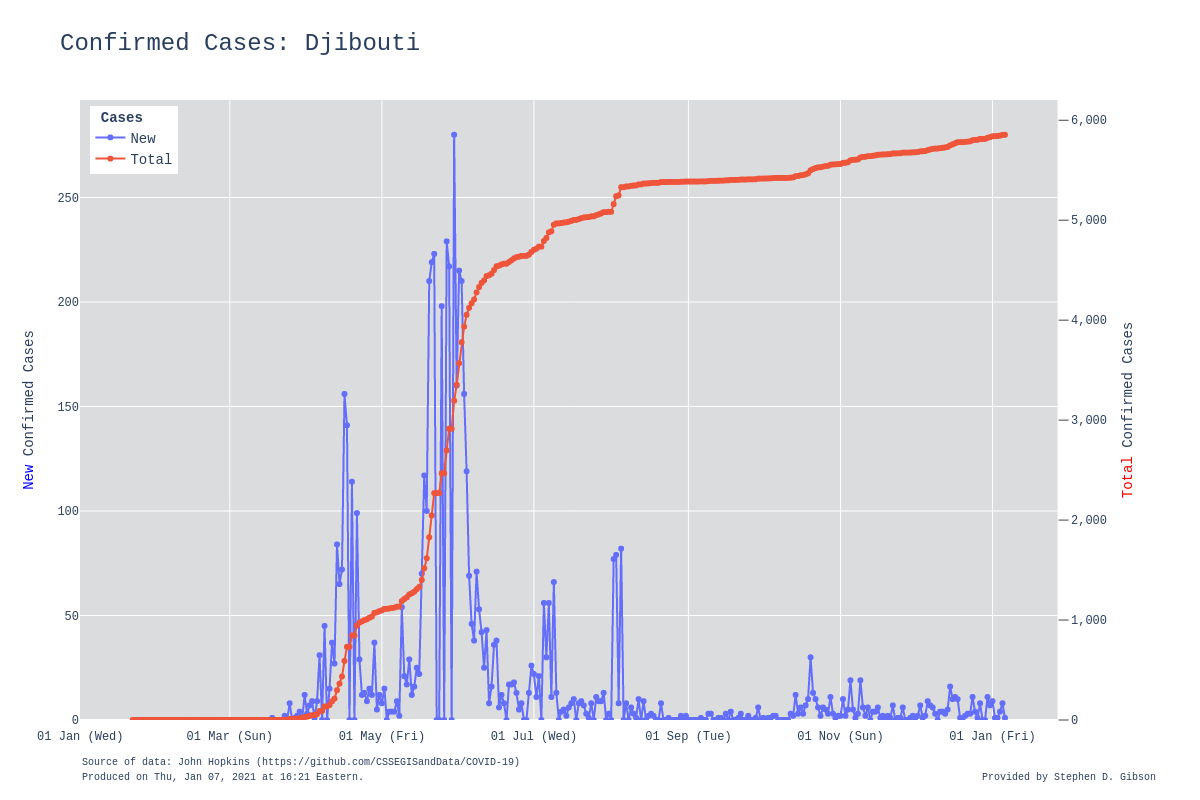 Confirmed Cases: Djibouti
Cases
New
Total
250
200
150
100
50
0
New Confirmed Cases
6,000
5,000
4,000
3,000
2,000
1,000
0
Total Confirmed Cases
01 Jan (Wed) 01 Mar (Sun) 01 May (Fri) 01 Jul (Wed) 01 Sep (Tue) 01 Nov (Sun) 01 Jan (Fri)
Source of data: John Hopkins (https://github.com/CSSEGISandData/COVID-19)
Produced on Thu, Jan 07, 2021 at 16:21 Eastern.
Provided by Stephen D. Gibson